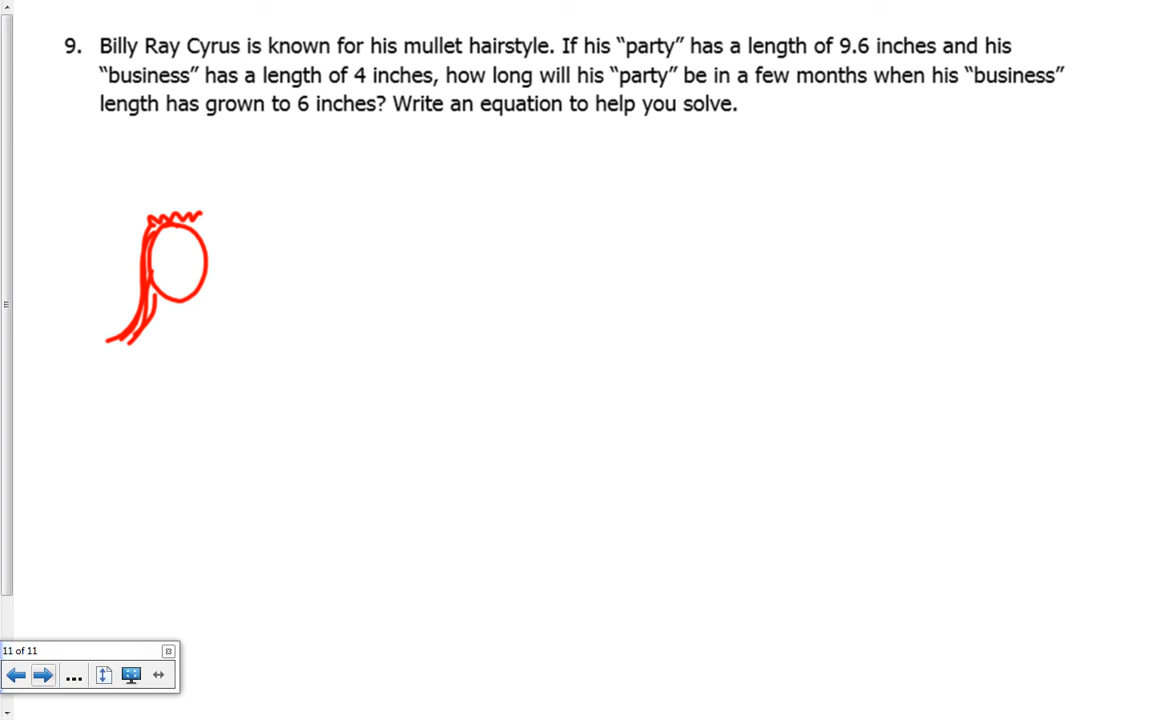 9. Billy Ray Cyrus is known for his mullet hairstyle. If his “party” has a length of 9.6 inches and his
“business” has a length of 4 inches, how long will his “party” be in a few months when his “business”
length has grown to 6 inches? Write an equation to help you solve.
11 of 11
...